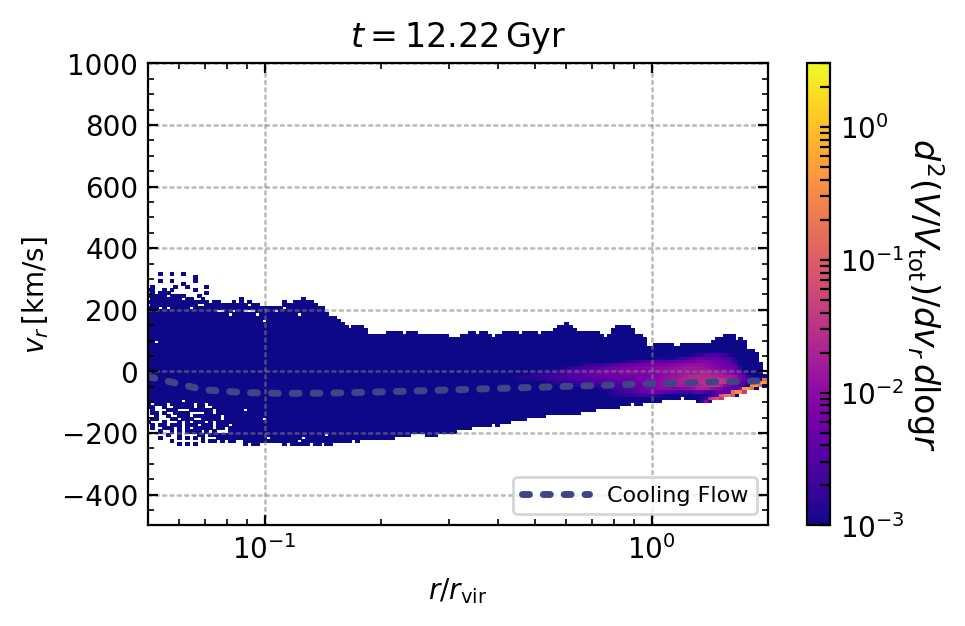 t = 12.22 Gyr
1000
800
600
400
200
0
−200
−400
v_r [km/s]
10^{-1}
10^0
r/r_vir
Cooling Flow
10^0
10^{-1}
10^{-2}
10^{-3}
d^2(V/V_tot)/dv_r dlogr